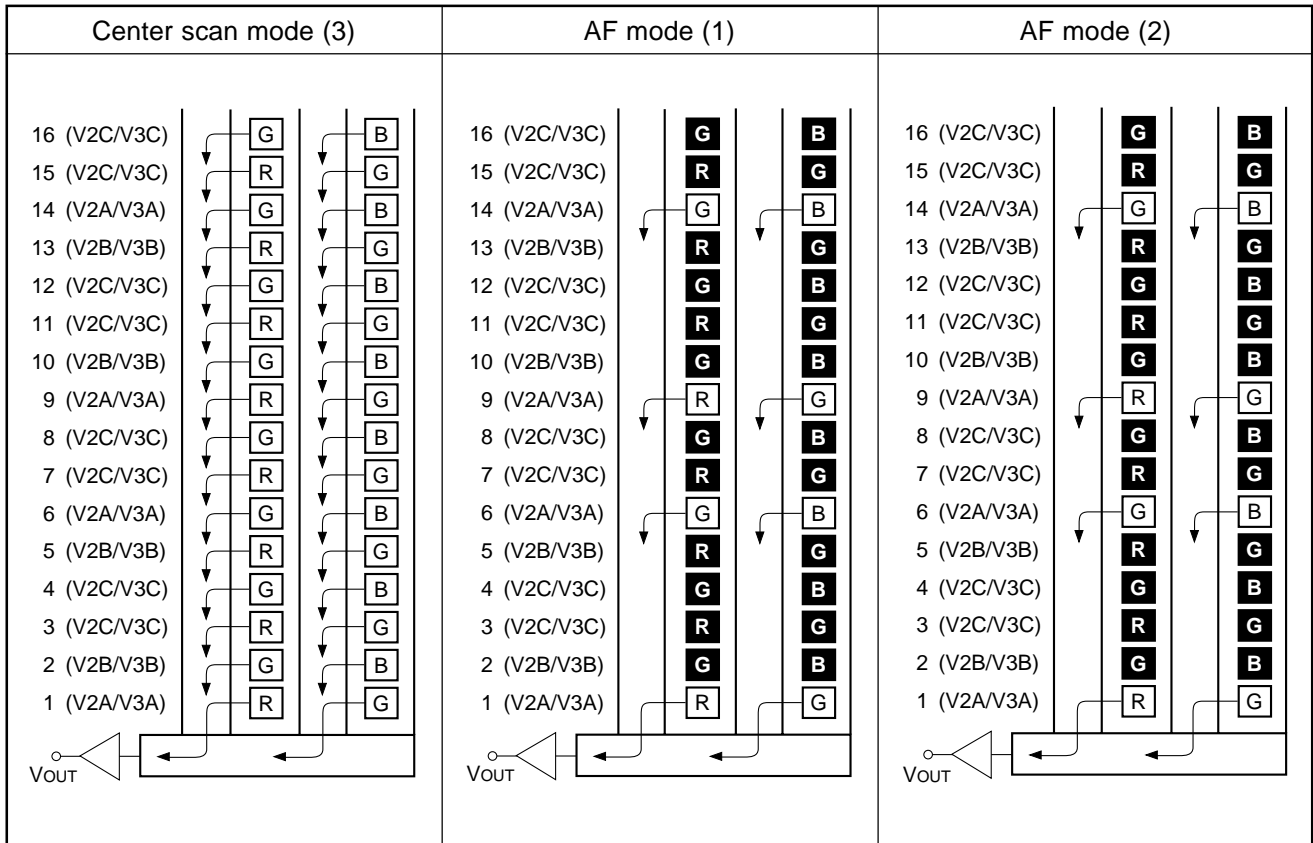 Center scan mode (3) AF mode (1) AF mode (2)
16 (V2C/V3C) G B 16 (V2C/V3C) G B 16 (V2C/V3C) G B
15 (V2C/V3C) R G 15 (V2C/V3C) R G 15 (V2C/V3C) R G
14 (V2A/V3A) G B 14 (V2A/V3A) G B 14 (V2A/V3A) G B
13 (V2B/V3B) R G 13 (V2B/V3B) R G 13 (V2B/V3B) R G
12 (V2C/V3C) G B 12 (V2C/V3C) G B 12 (V2C/V3C) G B
11 (V2C/V3C) R G 11 (V2C/V3C) R G 11 (V2C/V3C) R G
10 (V2B/V3B) G B 10 (V2B/V3B) G B 10 (V2B/V3B) G B
9 (V2A/V3A) R G 9 (V2A/V3A) R G 9 (V2A/V3A) R G
8 (V2C/V3C) G B 8 (V2C/V3C) G B 8 (V2C/V3C) G B
7 (V2C/V3C) R G 7 (V2C/V3C) R G 7 (V2C/V3C) R G
6 (V2A/V3A) G B 6 (V2A/V3A) G B 6 (V2A/V3A) G B
5 (V2B/V3B) R G 5 (V2B/V3B) R G 5 (V2B/V3B) R G
4 (V2C/V3C) G B 4 (V2C/V3C) G B 4 (V2C/V3C) G B
3 (V2C/V3C) R G 3 (V2C/V3C) R G 3 (V2C/V3C) R G
2 (V2B/V3B) G B 2 (V2B/V3B) G B 2 (V2B/V3B) G B
1 (V2A/V3A) R G 1 (V2A/V3A) R G 1 (V2A/V3A) R G
VOUT VOUT VOUT